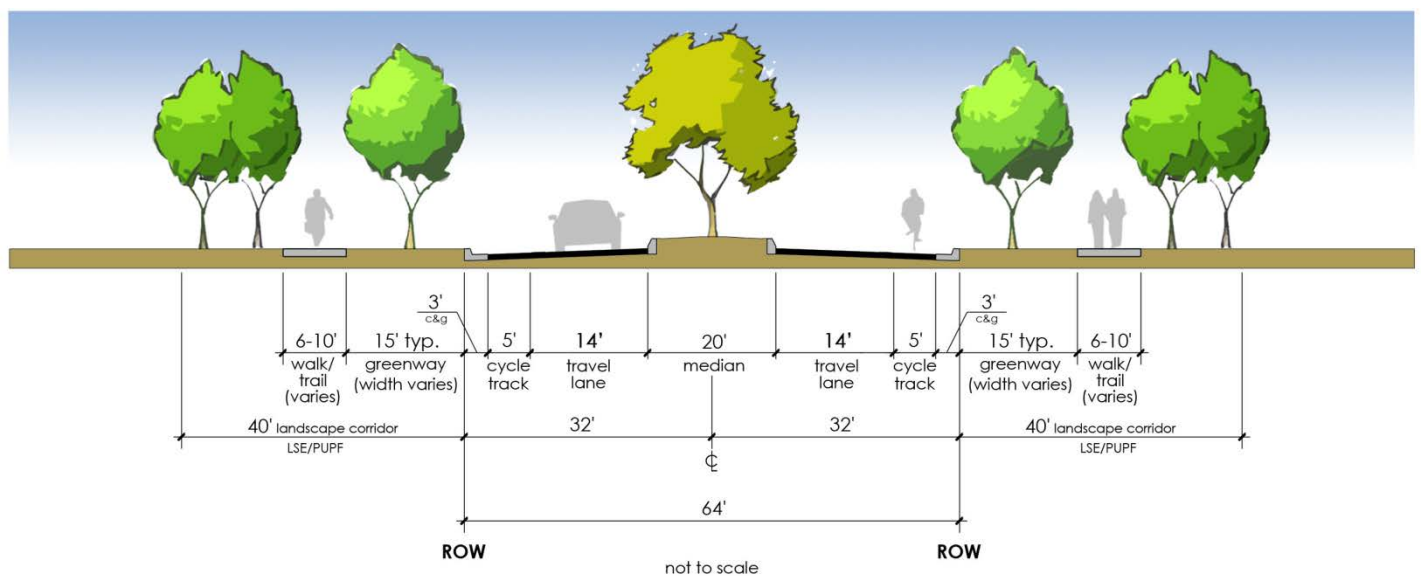 3'
c&g
3'
c&g
6-10'
15' typ.
5'
14'
20'
14'
5'
15' typ.
6-10'
walk/
trail
(varies)
greenway
(width varies)
cycle
track
travel
lane
median
travel
lane
cycle
track
greenway
(width varies)
walk/
trail
(varies)
40' landscape corridor
LSE/PUPF
32'
32'
40' landscape corridor
LSE/PUPF
℄
64'
ROW
ROW
not to scale